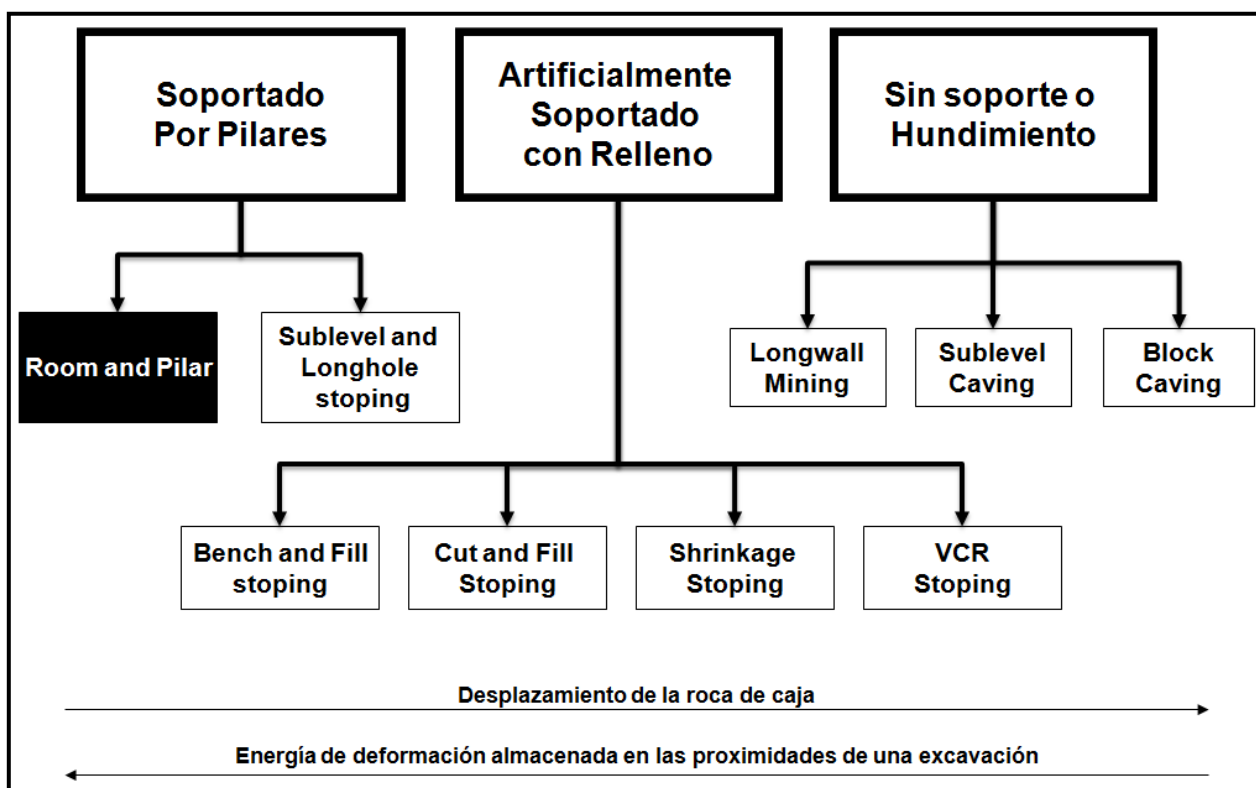 Soportado
Por Pilares
Artificialmente
Soportado
con Relleno
Sin soporte o
Hundimiento
Room and Pilar
Sublevel and
Longhole
stoping
Longwall
Mining
Sublevel
Caving
Block
Caving
Bench and Fill
stoping
Cut and Fill
Stoping
Shrinkage
Stoping
VCR
Stoping
Desplazamiento de la roca de caja
Energía de deformación almacenada en las proximidades de una excavación